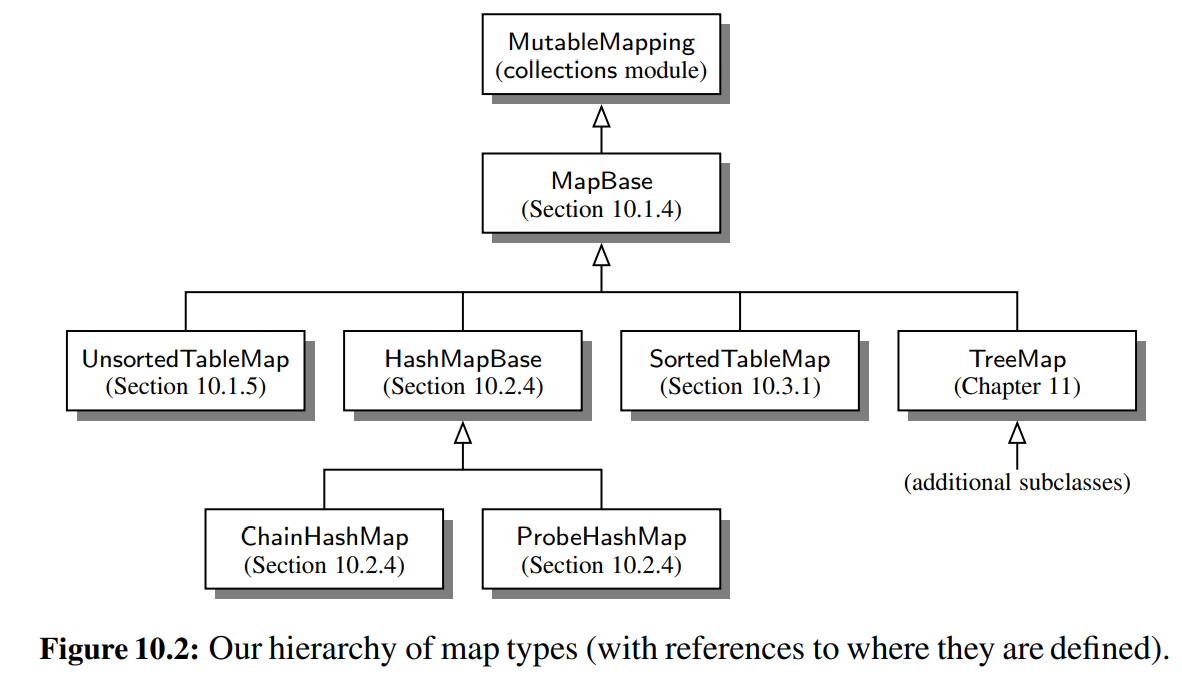 MutableMapping
(collections module)
MapBase
(Section 10.1.4)
UnsortedTableMap
(Section 10.1.5)
HashMapBase
(Section 10.2.4)
SortedTableMap
(Section 10.3.1)
TreeMap
(Chapter 11)
(additional subclasses)
ChainHashMap
(Section 10.2.4)
ProbeHashMap
(Section 10.2.4)
Figure 10.2: Our hierarchy of map types (with references to where they are defined).